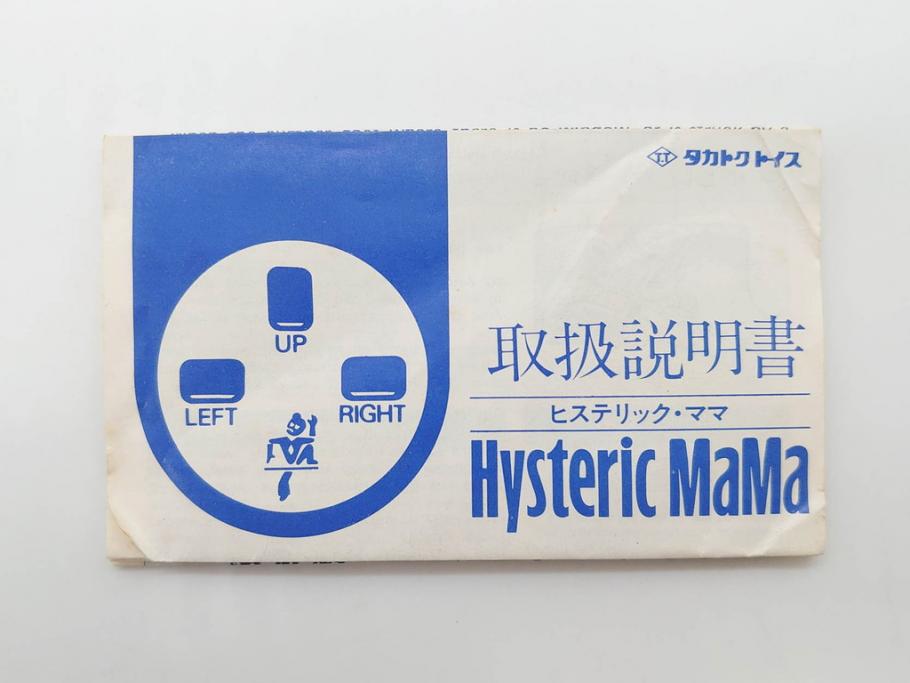 T.T タカトクトイス
UP
LEFT
RIGHT
取扱説明書
ヒステリック・ママ
Hysteric MaMa